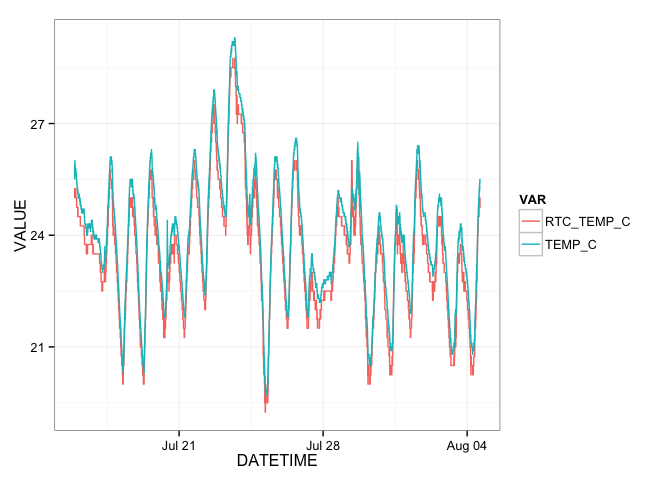 27
24
21
VALUE
Jul 21
Jul 28
Aug 04
DATETIME
VAR
RTC_TEMP_C
TEMP_C